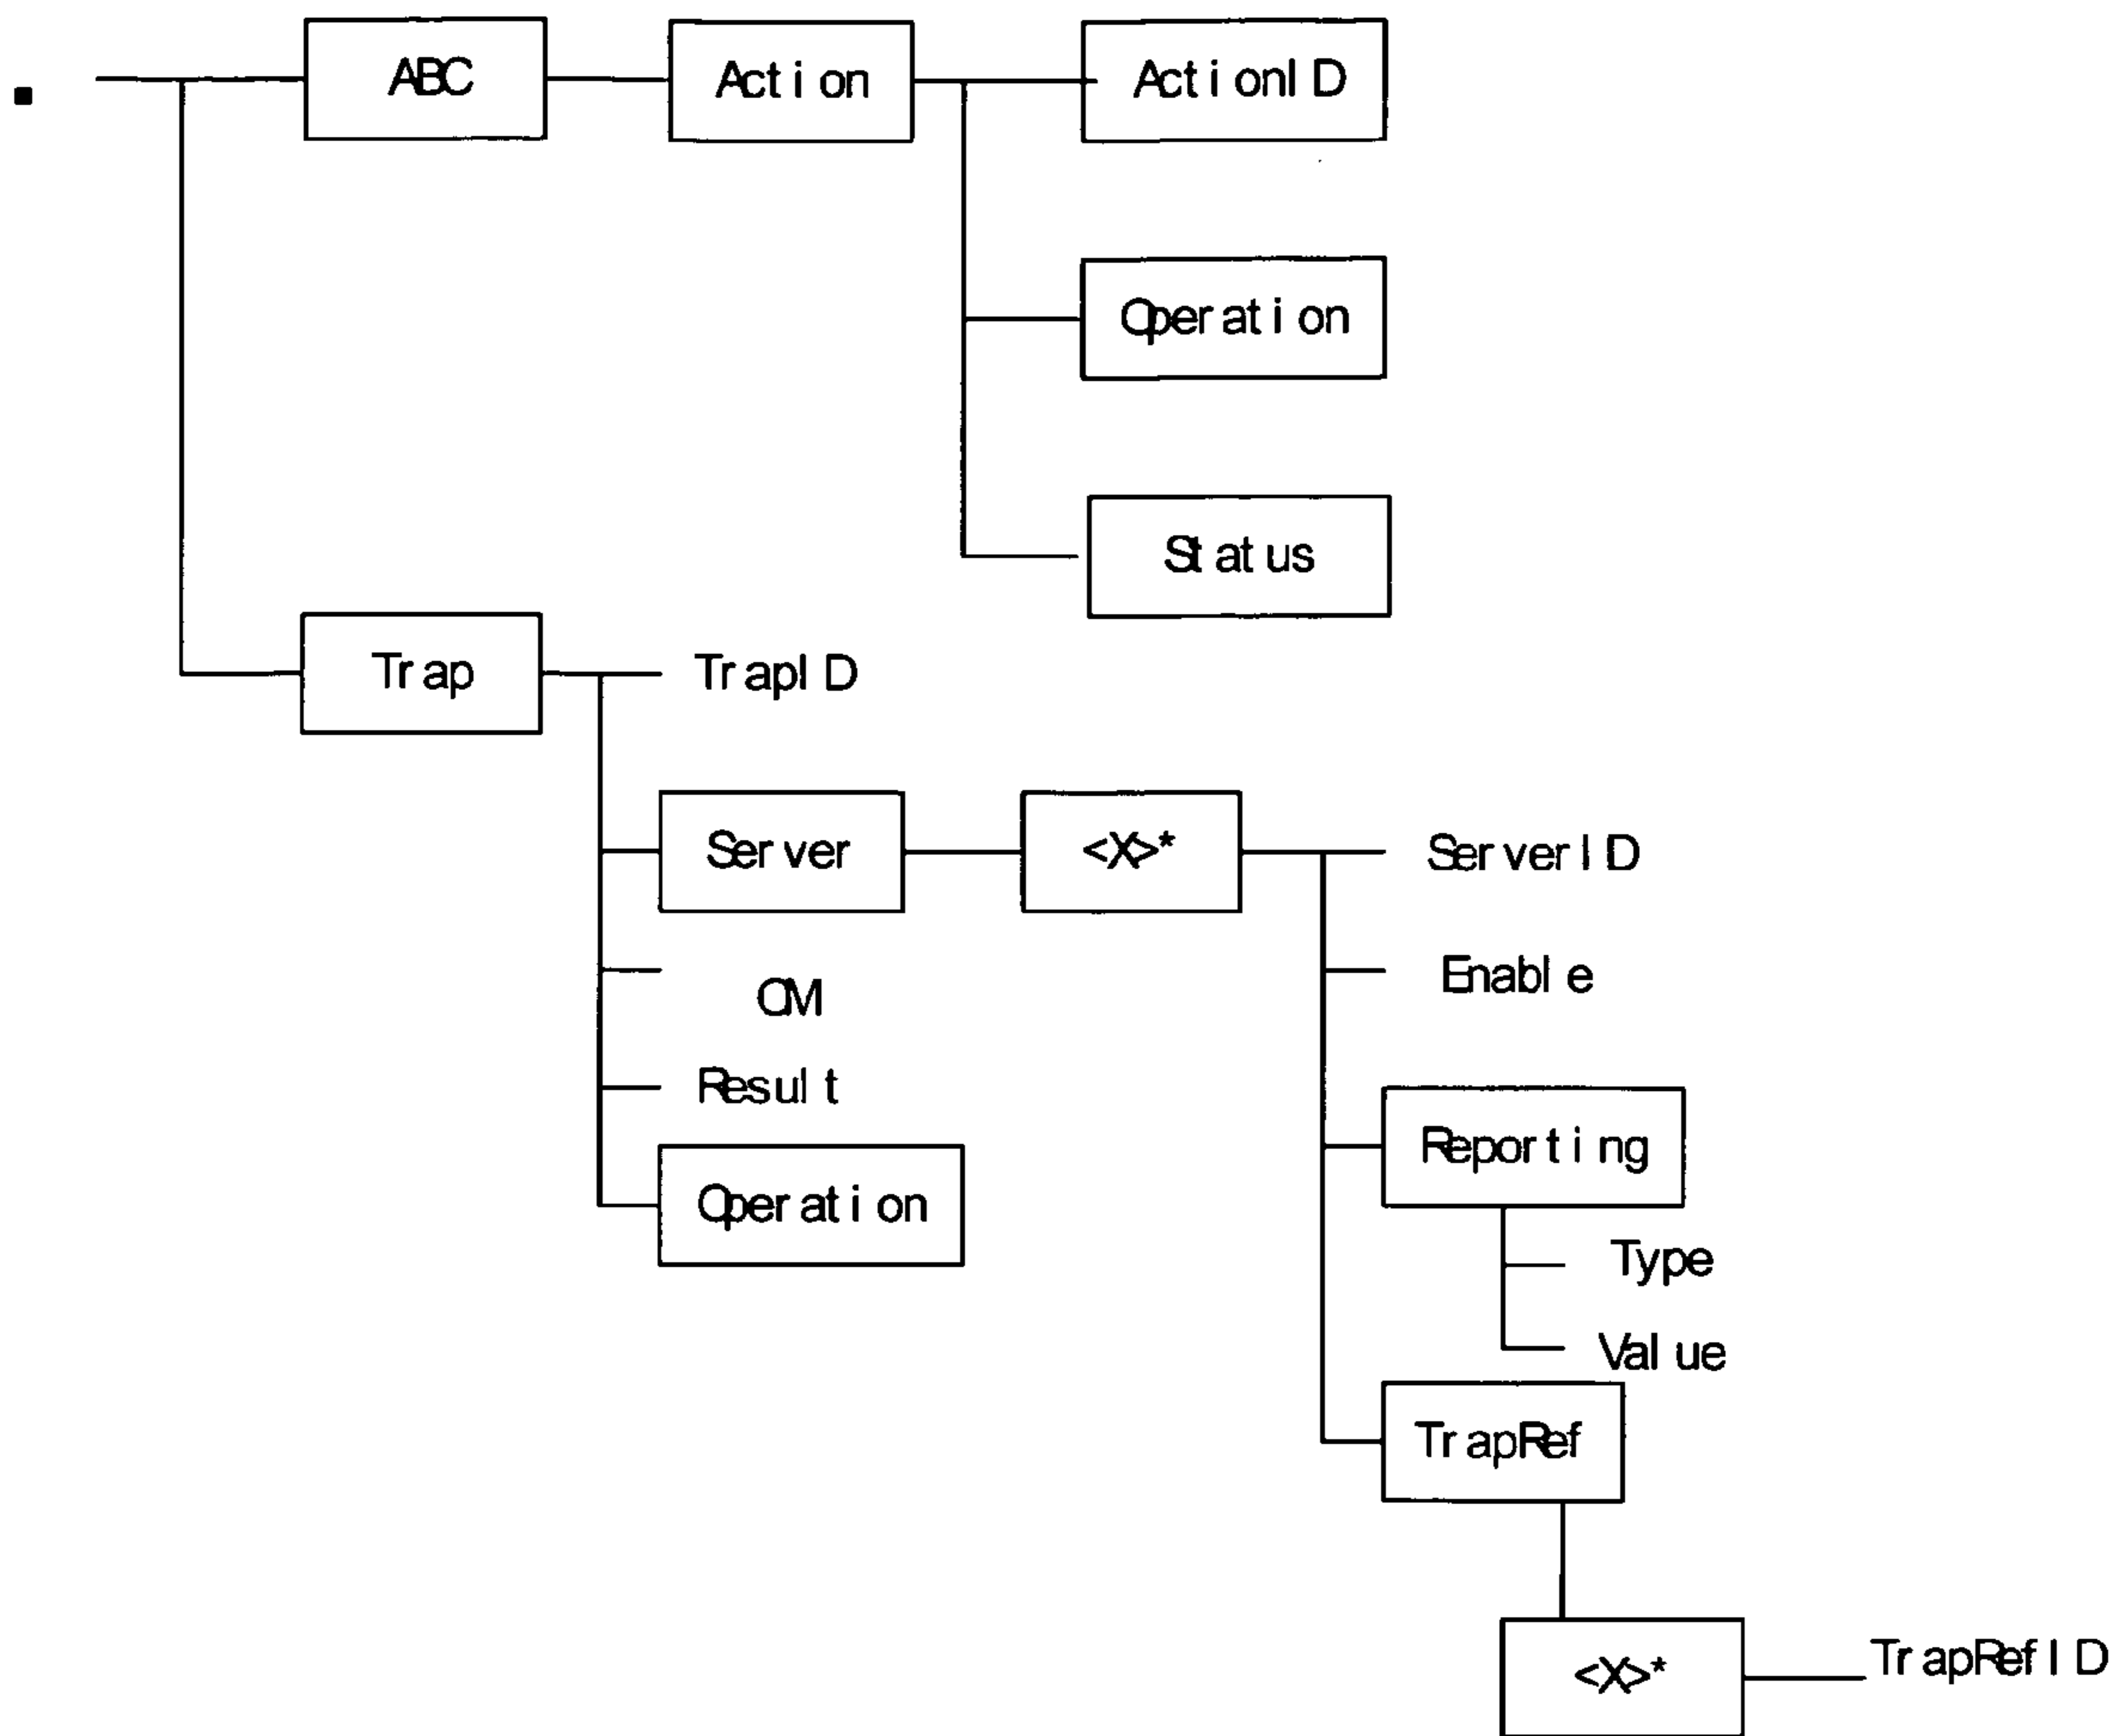 ABC
Action
ActionID
Operation
Status
Trap
TrapID
Server
<X>*
ServerID
Enable
OM
Result
Reporting
Operation
Type
Value
TrapRef
<X>*
TrapRefID